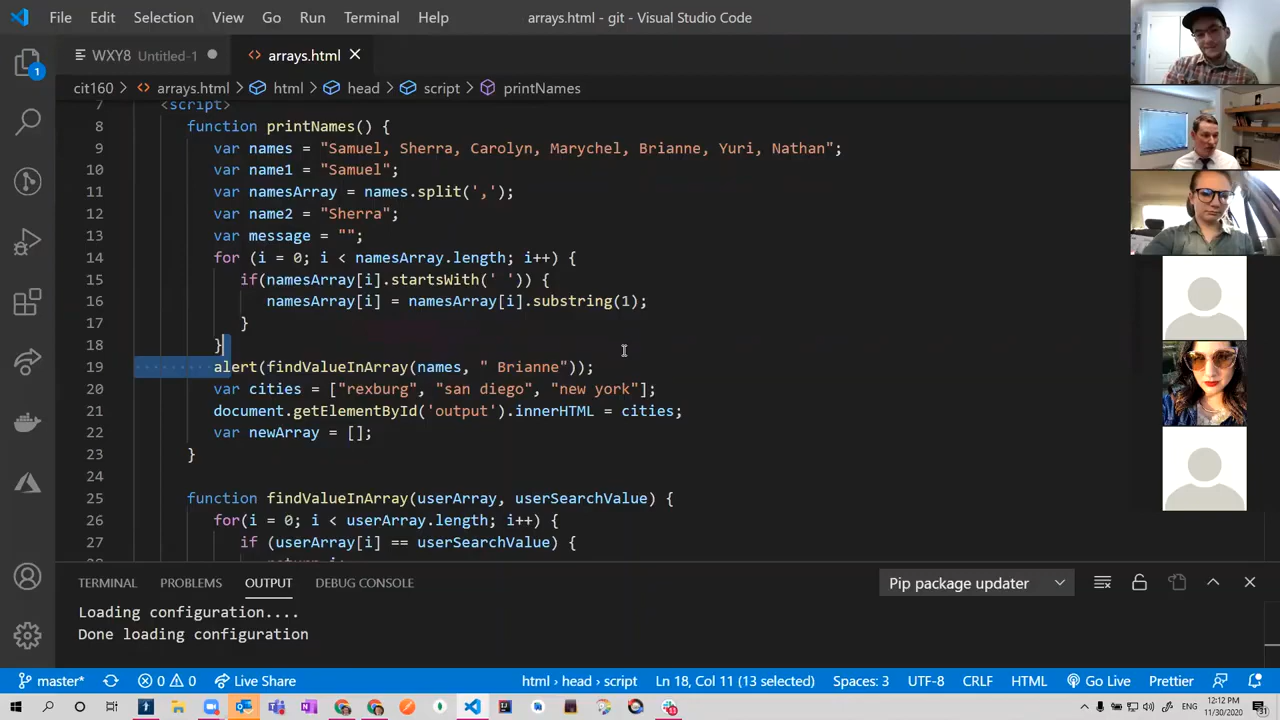 File Edit Selection View Go Run Terminal Help arrays.html - git - Visual Studio Code
WXY8 Untitled-1 arrays.html
cit160 > arrays.html > html > head > script > printNames
7 <script>
8 function printNames() {
9 var names = "Samuel, Sherra, Carolyn, Marychel, Brianne, Yuri, Nathan";
10 var name1 = "Samuel";
11 var namesArray = names.split(',');
12 var name2 = "Sherra";
13 var message = "";
14 for (i = 0; i < namesArray.length; i++) {
15 if(namesArray[i].startsWith(' ')) {
16 namesArray[i] = namesArray[i].substring(1);
17 }
18 }
19 alert(findValueInArray(names, " Brianne"));
20 var cities = ["rexburg", "san diego", "new york"];
21 document.getElementById('output').innerHTML = cities;
22 var newArray = [];
23 }
24
25 function findValueInArray(userArray, userSearchValue) {
26 for(i = 0; i < userArray.length; i++) {
27 if (userArray[i] == userSearchValue) {
1
TERMINAL PROBLEMS OUTPUT DEBUG CONSOLE Pip package updater
Loading configuration....
Done loading configuration
master* 0 0 Live Share Ln 18, Col 11 (13 selected) Spaces: 3 UTF-8 CRLF HTML Go Live Prettier
html > head > script
ENG 12:12 PM
11/30/2020